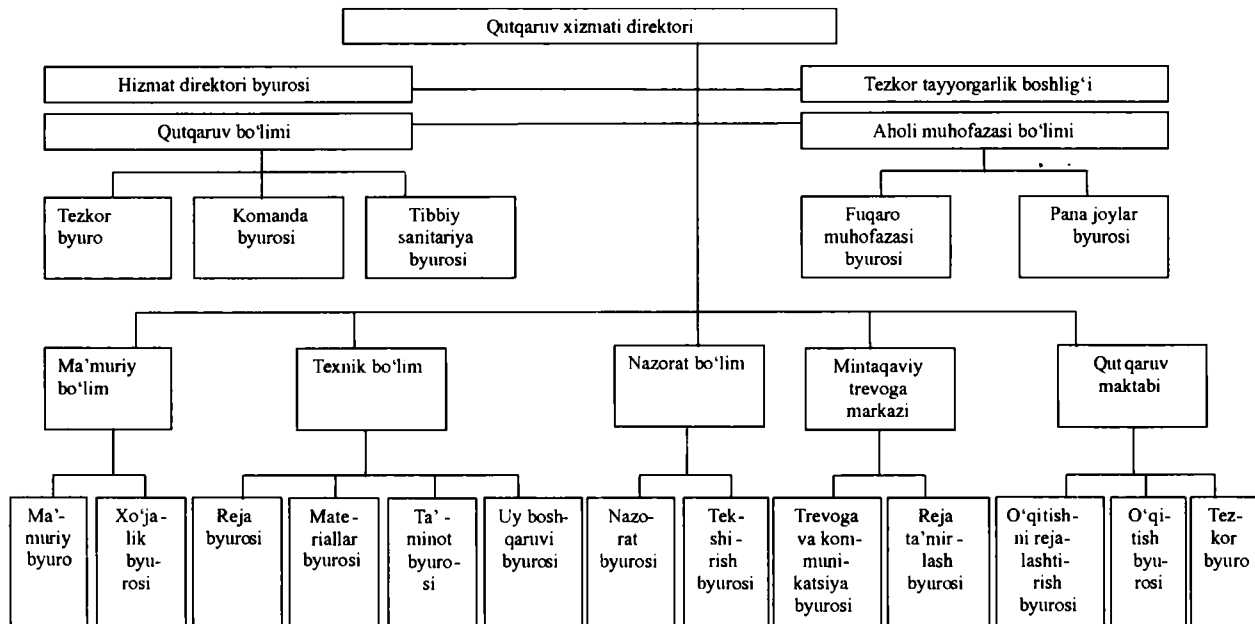 Qutqaruv xizmati direktori
Hizmat direktori byurosi
Tezkor tayyorgarlik boshlig‘i
Qutqaruv bo‘limi
Aholi muhofazasi bo‘limi
Tezkor
byuro
Komanda
byurosi
Tibbiy
sanitariya
byurosi
Fuqaro
muhofazasi
byurosi
Pana joylar
byurosi
Ma’muriy
bo‘lim
Texnik bo‘lim
Nazorat bo‘lim
Mintaqaviy
trevoga
markazi
Qutqaruv
maktabi
Ma’-
muriy
byuro
Xo‘ja-
lik
byu-
rosi
Reja
byurosi
Mate-
riallar
byurosi
Ta’-
minot
byuro-
si
Uy bosh-
qaruvi
byurosi
Nazo-
rat
byurosi
Tek-
shi-
rish
byurosi
Trevoga
va kom-
muni-
katsiya
byurosi
Reja
ta’mir-
lash
byurosi
O‘qitish-
ni reja-
lashti-
rish
byurosi
O‘qi-
tish
byu-
rosi
Tez-
kor
byuro